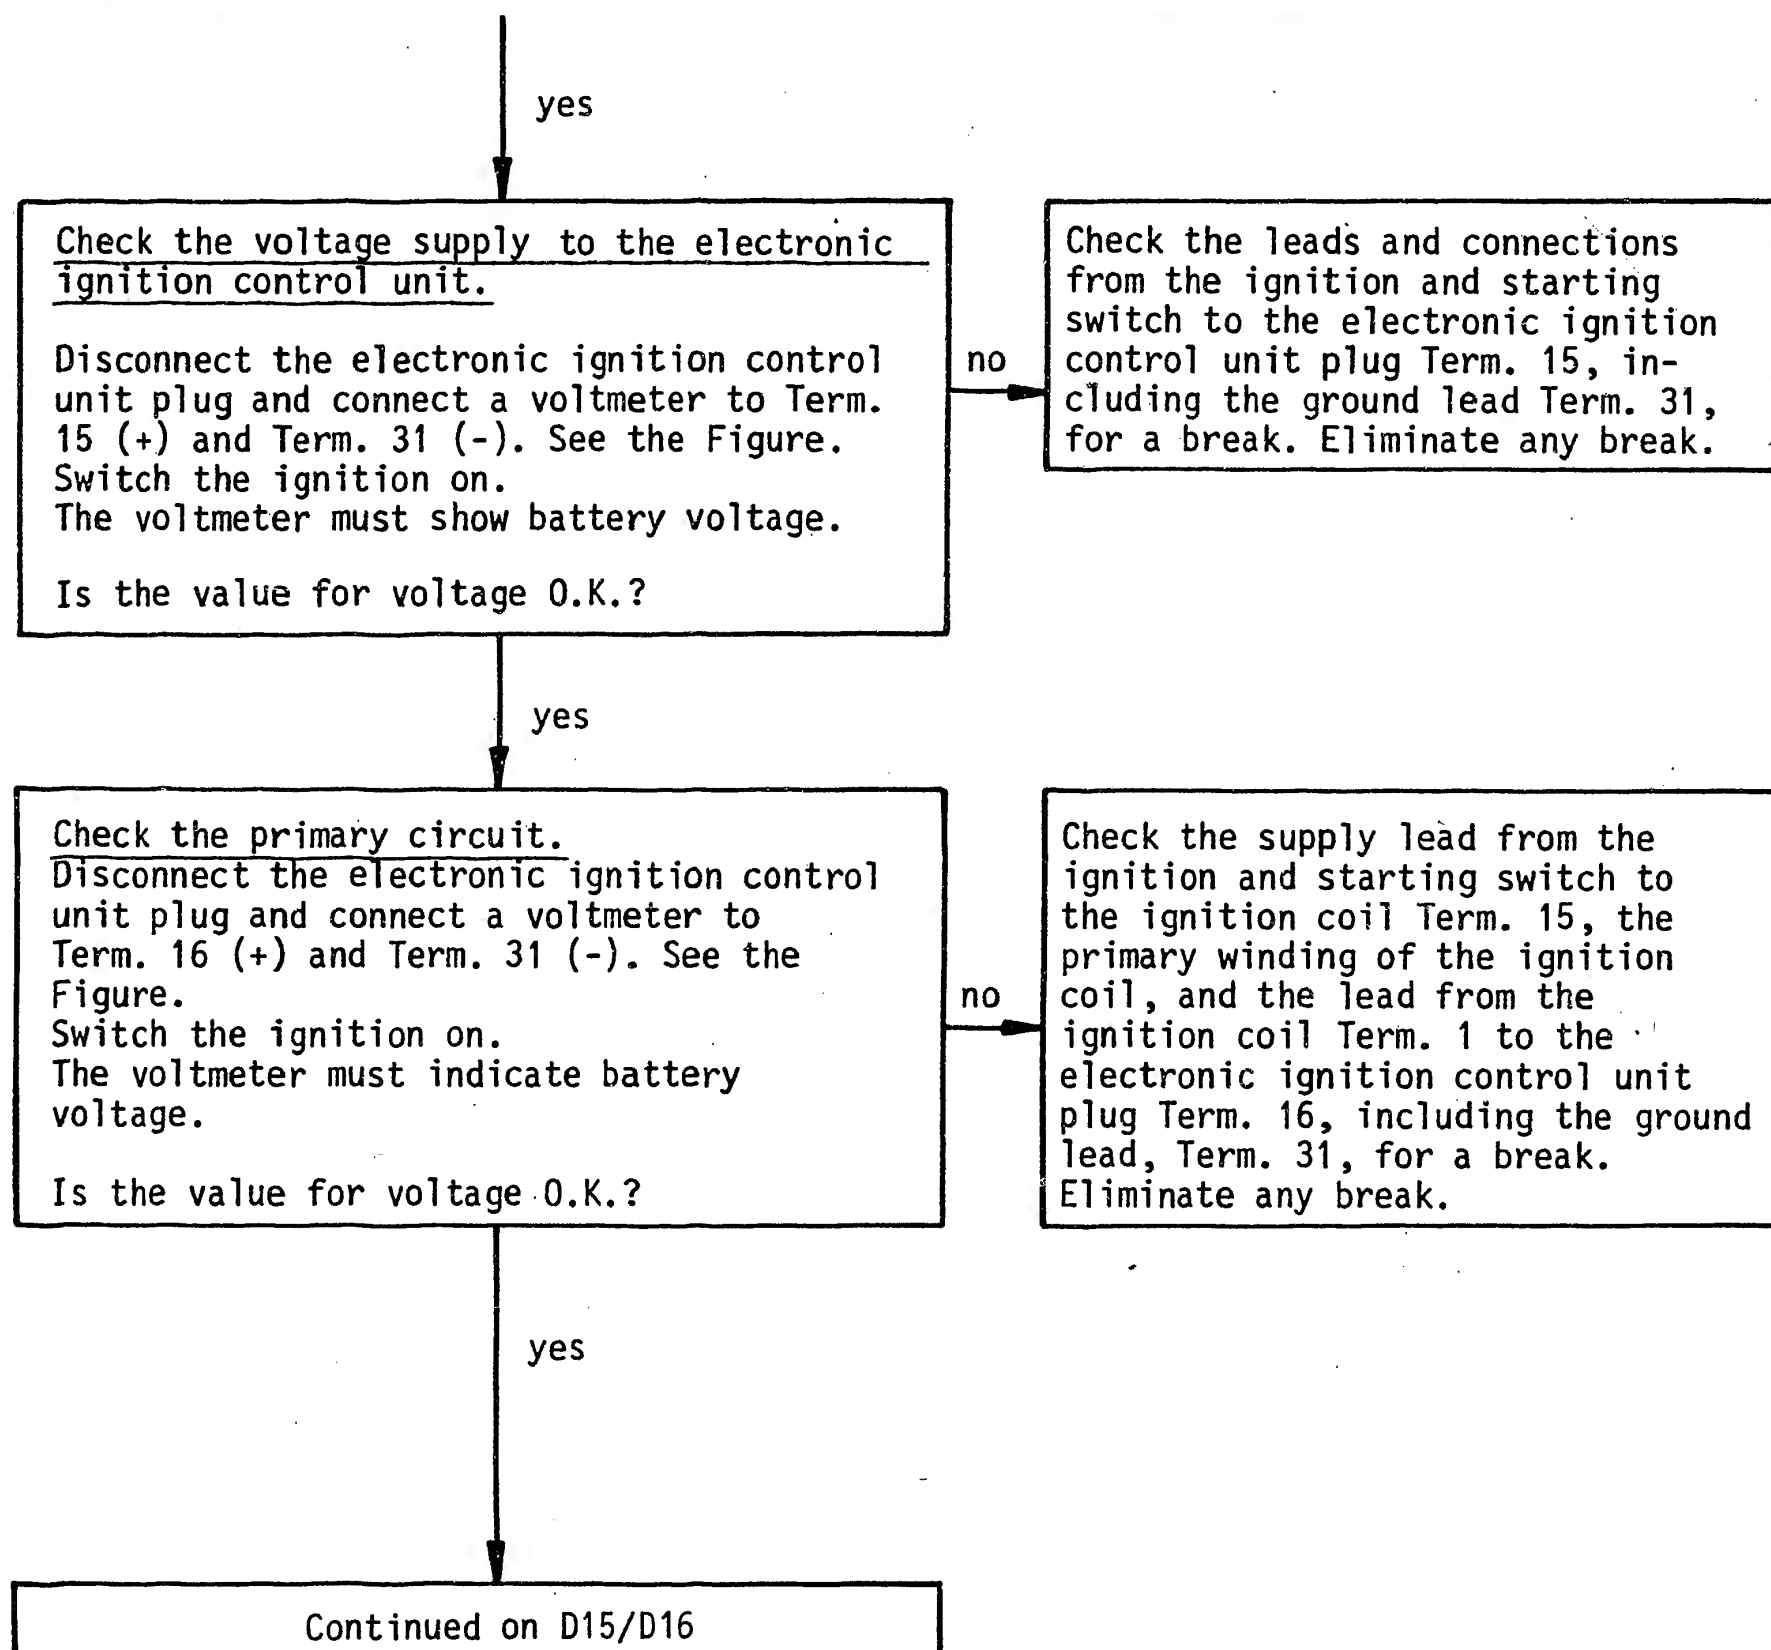 yes
Check the voltage supply to the electronic
ignition control unit.
Disconnect the electronic ignition control
unit plug and connect a voltmeter to Term.
15 (+) and Term. 31 (-). See the Figure.
Switch the ignition on.
The voltmeter must show battery voltage.
Is the value for voltage O.K.?
no
Check the leads and connections
from the ignition and starting
switch to the electronic ignition
control unit plug Term. 15, in-
cluding the ground lead Term. 31,
for a break. Eliminate any break.
yes
Check the primary circuit.
Disconnect the electronic ignition control
unit plug and connect a voltmeter to
Term. 16 (+) and Term. 31 (-). See the
Figure.
Switch the ignition on.
The voltmeter must indicate battery
voltage.
Is the value for voltage O.K.?
no
Check the supply lead from the
ignition and starting switch to
the ignition coil Term. 15, the
primary winding of the ignition
coil, and the lead from the
ignition coil Term. 1 to the
electronic ignition control unit
plug Term. 16, including the ground
lead, Term. 31, for a break.
Eliminate any break.
yes
Continued on D15/D16